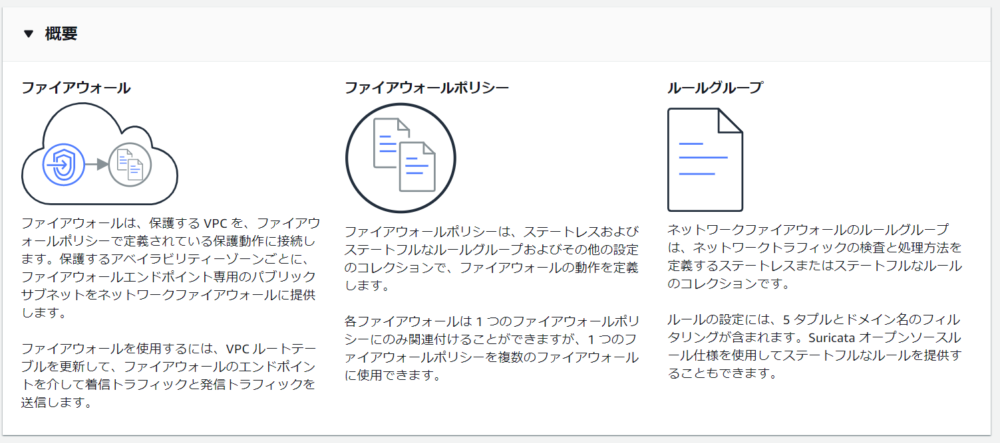 概要
ファイアウォール
ファイアウォールは、保護する VPC を、ファイアウ
ォールポリシーで定義されている保護動作に接続し
ます。保護するアベイラビリティーゾーンごとに、
ファイアウォールエンドポイント専用のパブリック
サブネットをネットワークファイアウォールに提供
します。
ファイアウォールを使用するには、VPC ルートテー
ブルを更新して、ファイアウォールのエンドポイン
トを介して着信トラフィックと発信トラフィックを
送信します。
ファイアウォールポリシー
ファイアウォールポリシーは、ステートレスおよび
ステートフルなルールグループおよびその他の設定
のコレクションで、ファイアウォールの動作を定義
します。
各ファイアウォールは 1 つのファイアウォールポリ
シーにのみ関連付けることができますが、1 つのフ
ァイアウォールポリシーを複数のファイアウォール
に使用できます。
ルールグループ
ネットワークファイアウォールのルールグループ
は、ネットワークトラフィックの検査と処理方法を
定義するステートレスまたはステートフルなルール
のコレクションです。
ルールの設定には、5 タプルとドメイン名のフィル
タリングが含まれます。Suricata オープンソースル
ール仕様を使用してステートフルなルールを提供す
ることもできます。